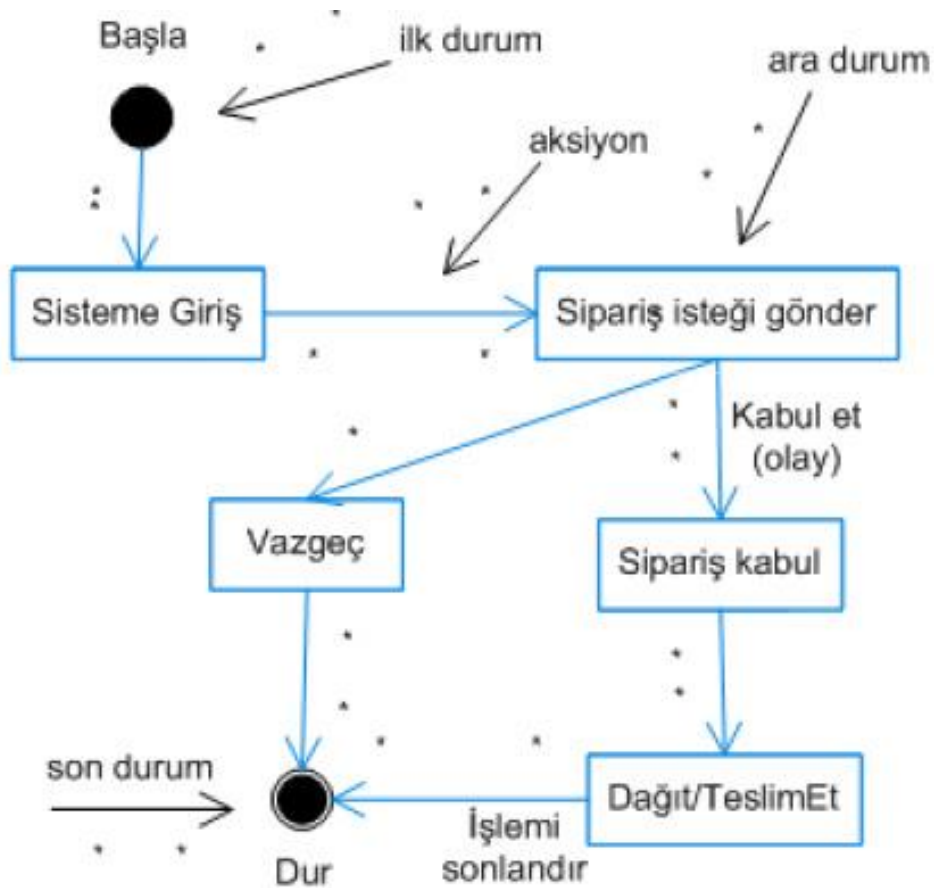 Başla
ilk durum
ara durum
aksiyon
Sisteme Giriş
Sipariş isteği gönder
Kabul et
(olay)
Vazgeç
Sipariş kabul
son durum
Dağıt/TeslimEt
İşlemi
sonlandır
Dur